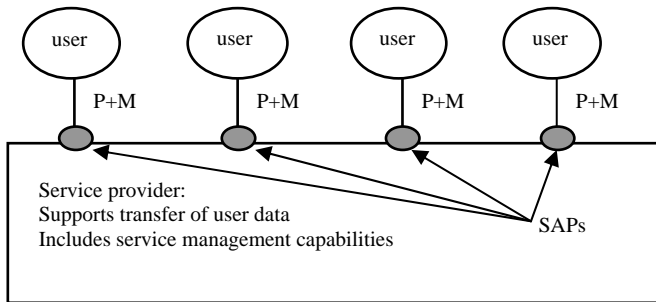 user user user user
P+M P+M P+M P+M
Service provider:
Supports transfer of user data
Includes service management capabilities
SAPs